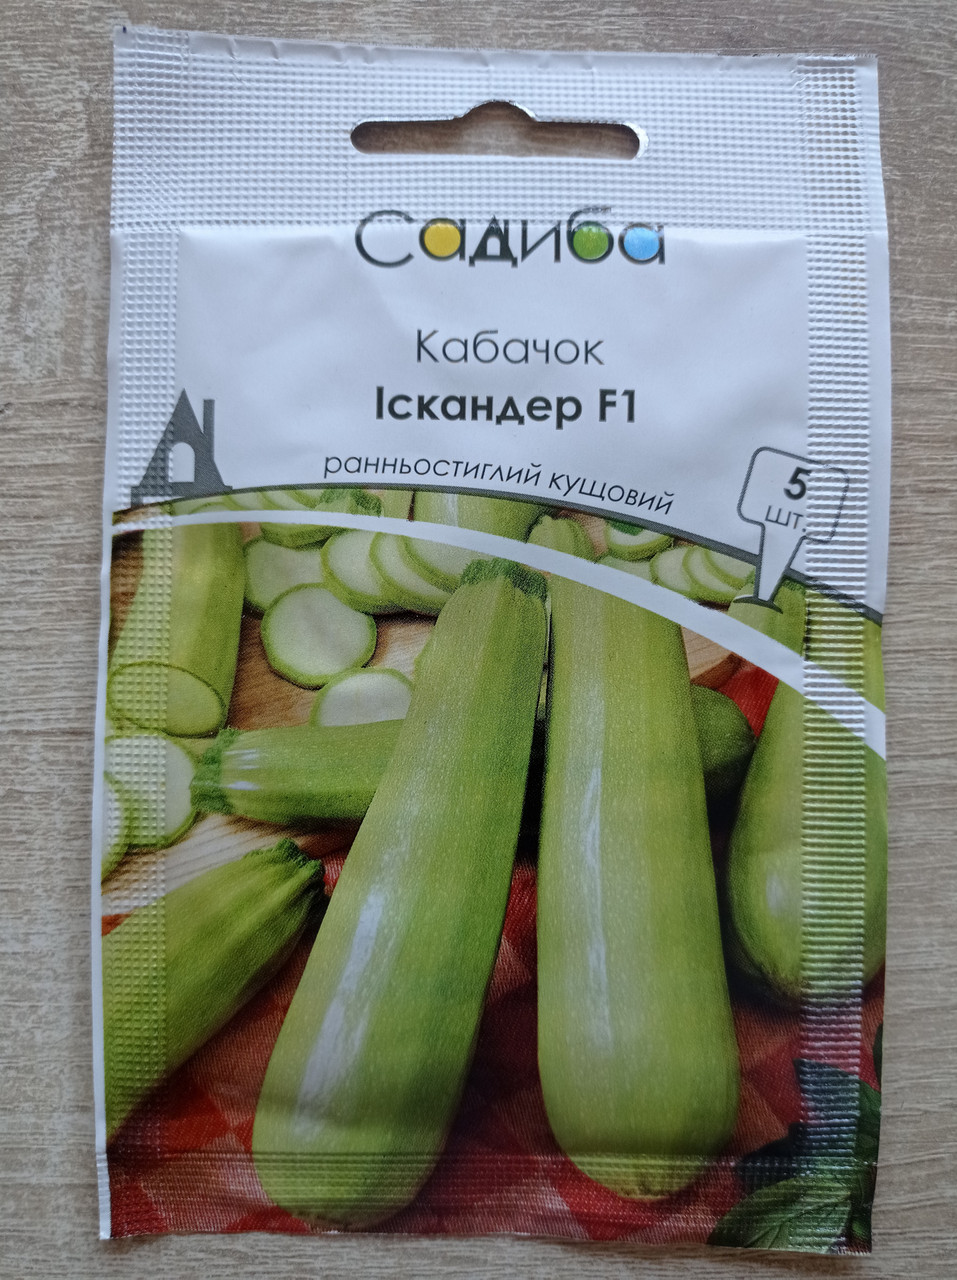 Садиба
Кабачок
Іскандер F1
ранньостиглий кущовий
5
шт.